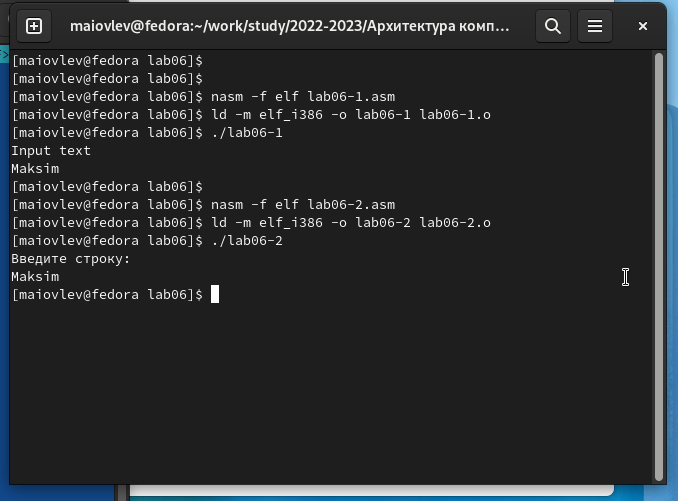 maiovlev@fedora:~/work/study/2022-2023/Архитектура комп...
[maiovlev@fedora lab06]$
[maiovlev@fedora lab06]$
[maiovlev@fedora lab06]$ nasm -f elf lab06-1.asm
[maiovlev@fedora lab06]$ ld -m elf_i386 -o lab06-1 lab06-1.o
[maiovlev@fedora lab06]$ ./lab06-1
Input text
Maksim
[maiovlev@fedora lab06]$
[maiovlev@fedora lab06]$ nasm -f elf lab06-2.asm
[maiovlev@fedora lab06]$ ld -m elf_i386 -o lab06-2 lab06-2.o
[maiovlev@fedora lab06]$ ./lab06-2
Введите строку:
Maksim
[maiovlev@fedora lab06]$